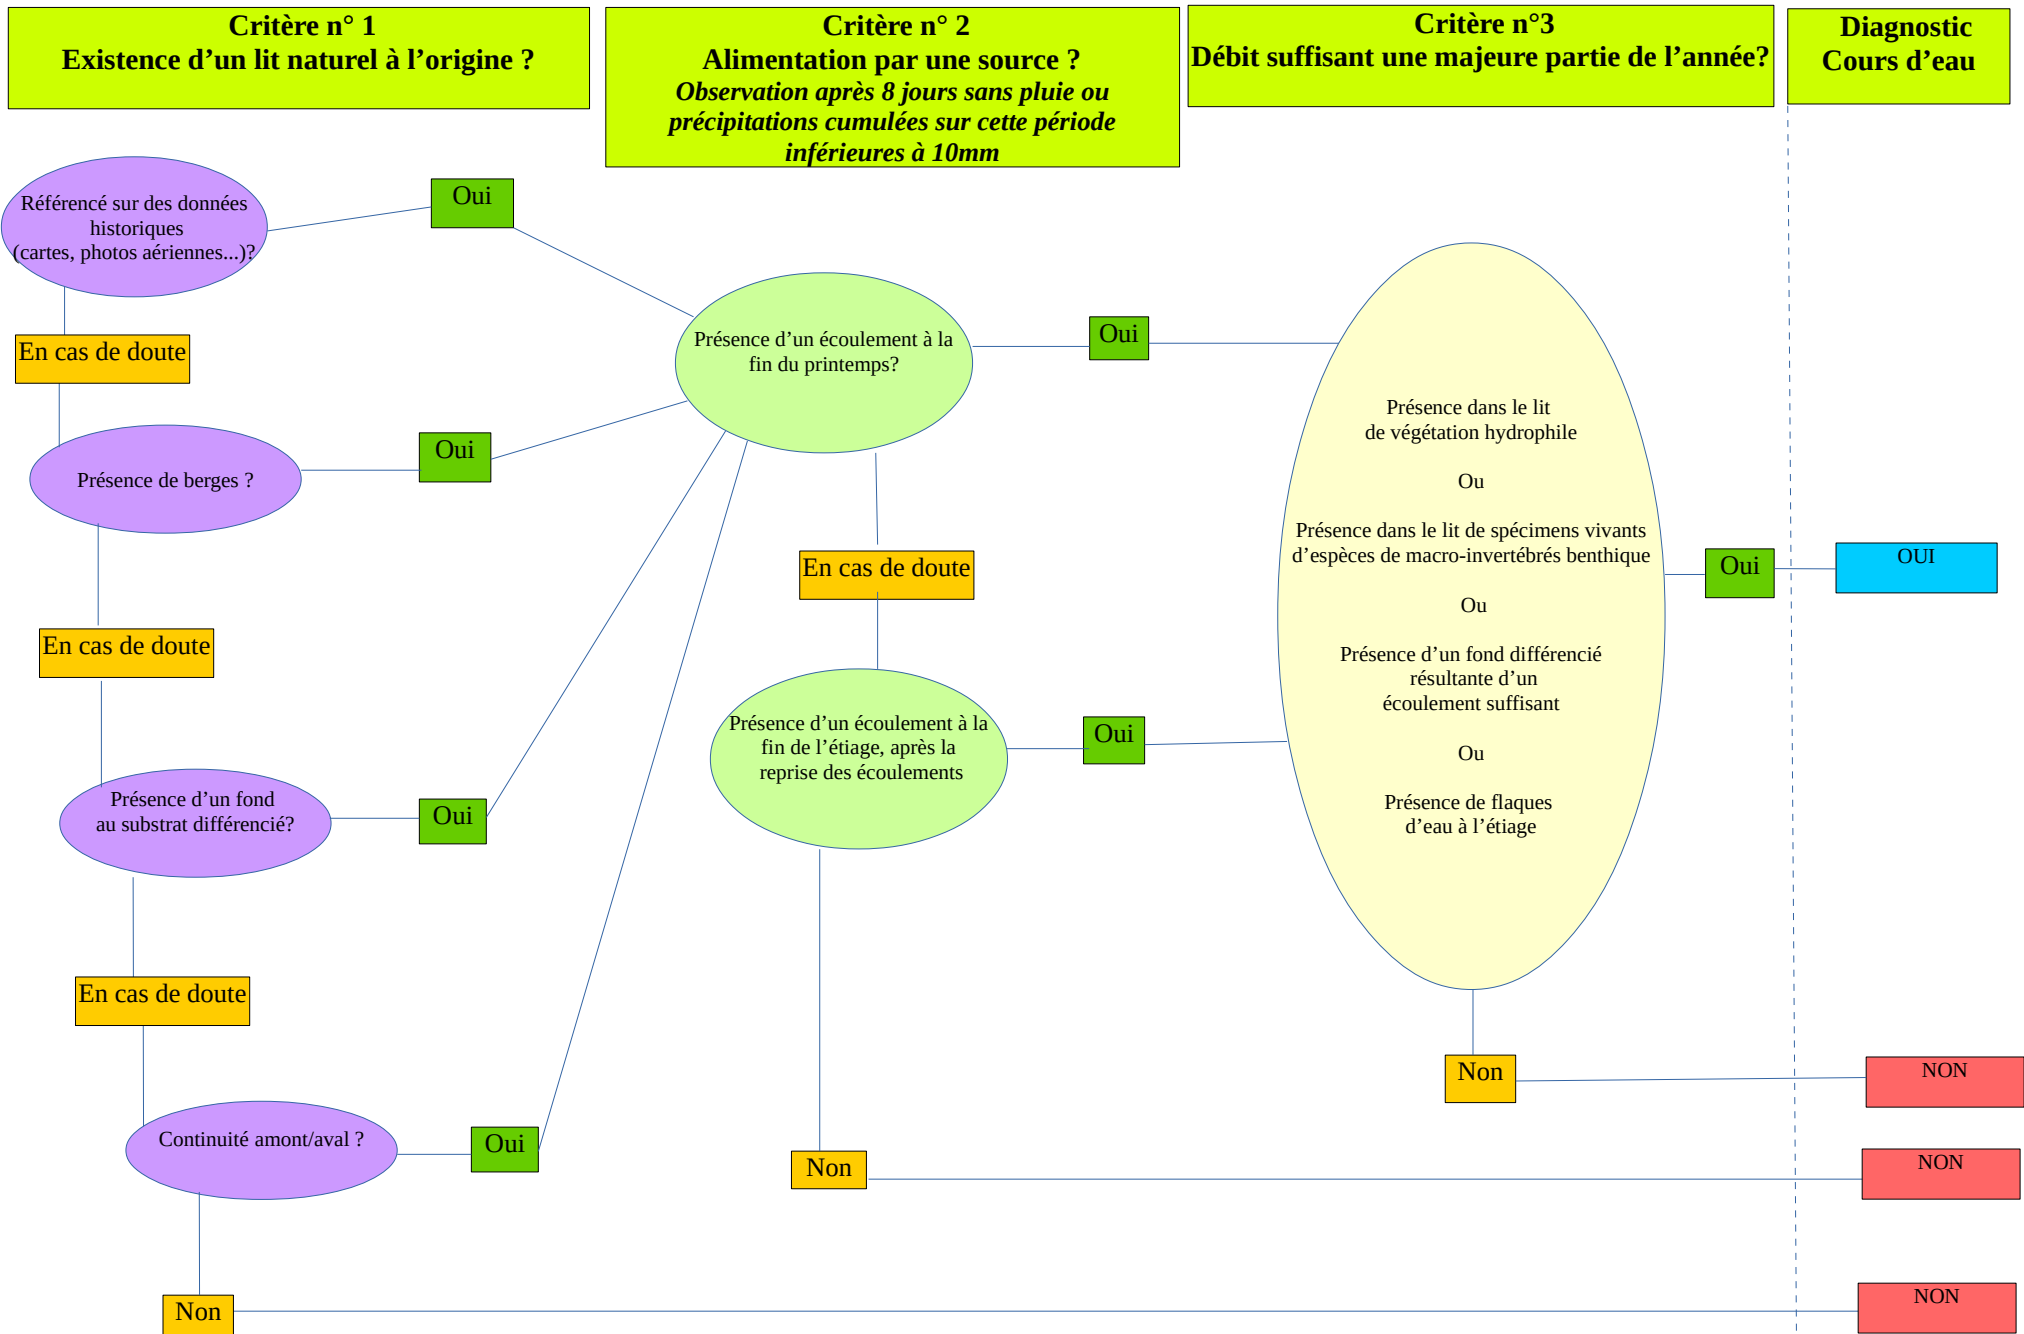 Critère n° 1
Existence d’un lit naturel à l’origine ?
Critère n° 2
Alimentation par une source ?
Observation après 8 jours sans pluie ou
précipitations cumulées sur cette période
inférieures à 10mm
Critère n°3
Débit suffisant une majeure partie de l’année?
Diagnostic
Cours d’eau
Référencé sur des données
historiques
(cartes, photos aériennes...)?
Oui
En cas de doute
Présence de berges ?
Oui
En cas de doute
Présence d’un fond
au substrat différencié?
Oui
En cas de doute
Continuité amont/aval ?
Oui
Non
Présence d’un écoulement à la
fin du printemps?
Oui
En cas de doute
Présence d’un écoulement à la
fin de l’étiage, après la
reprise des écoulements
Oui
Non
Présence dans le lit
de végétation hydrophile
Ou
Présence dans le lit de spécimens vivants
d’espèces de macro-invertébrés benthique
Ou
Présence d’un fond différencié
résultante d’un
écoulement suffisant
Ou
Présence de flaques
d’eau à l’étiage
Oui
Non
OUI
NON
NON
NON